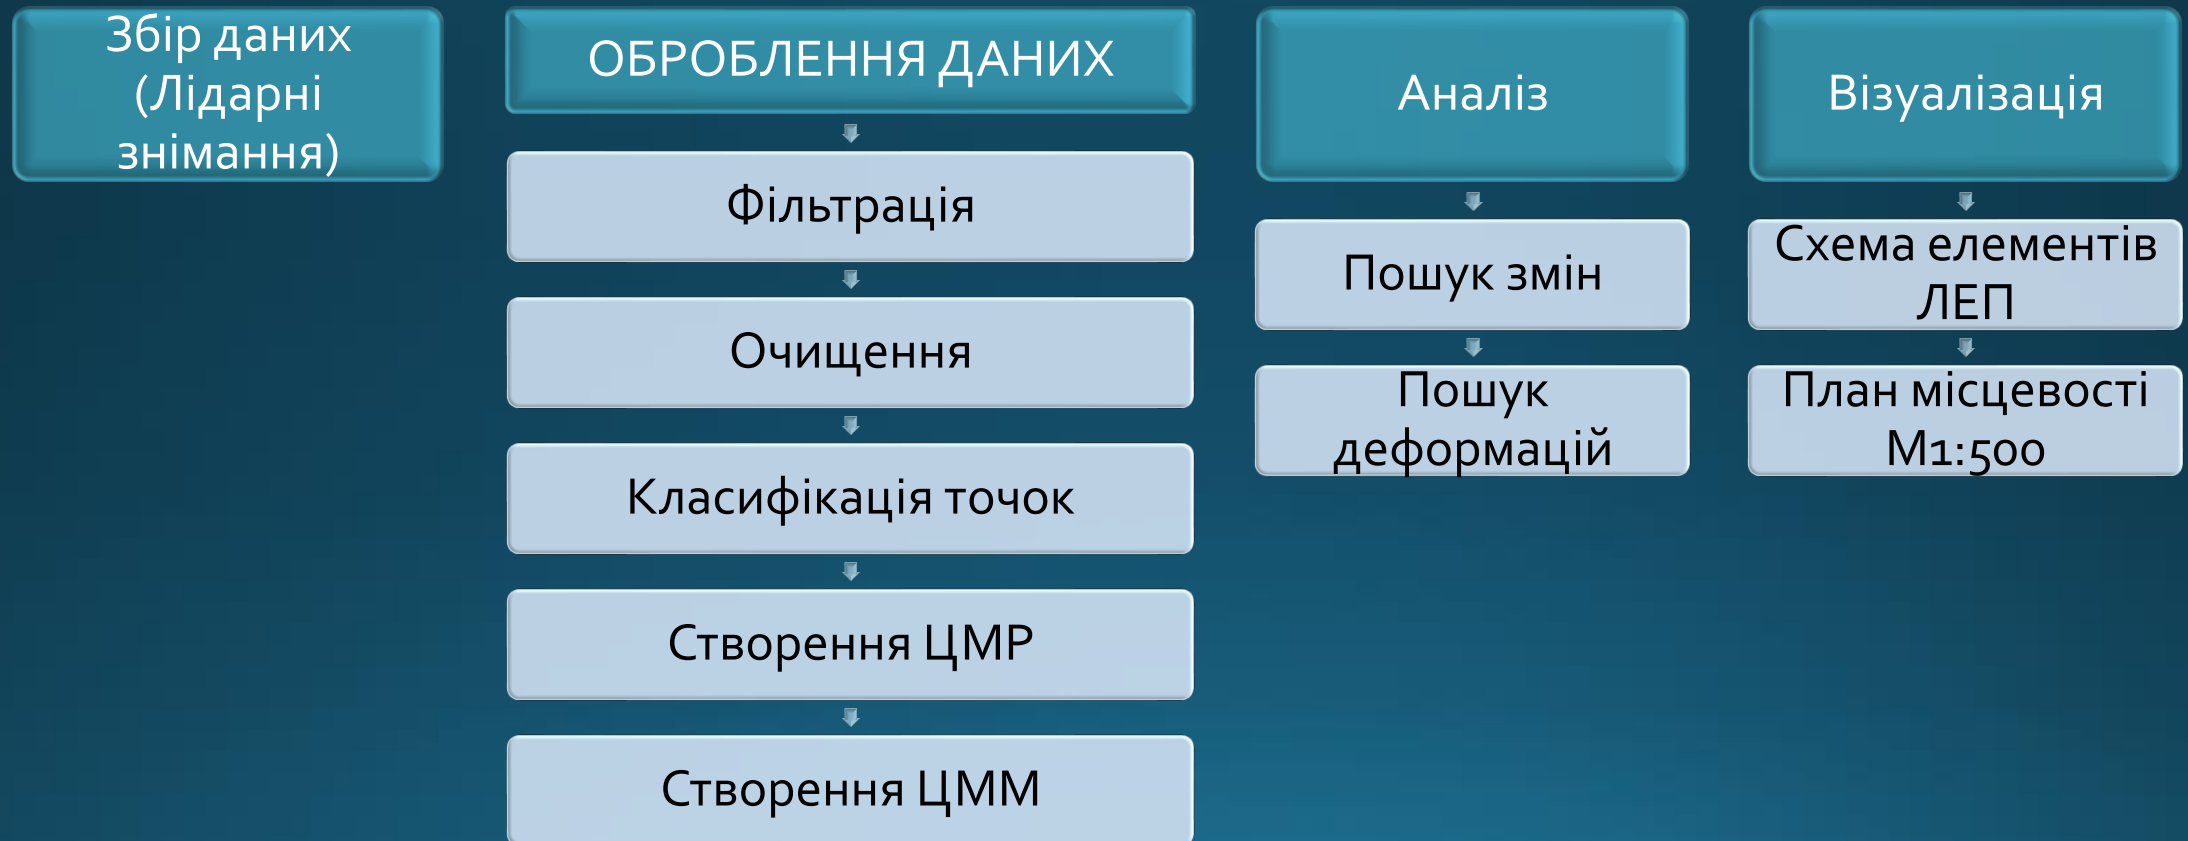 Збір даних
(Лідарні
знімання)
ОБРОБЛЕННЯ ДАНИХ
Фільтрація
Очищення
Класифікація точок
Створення ЦМР
Створення ЦММ
Аналіз
Пошук змін
Пошук
деформацій
Візуалізація
Схема елементів
ЛЕП
План місцевості
М1:500